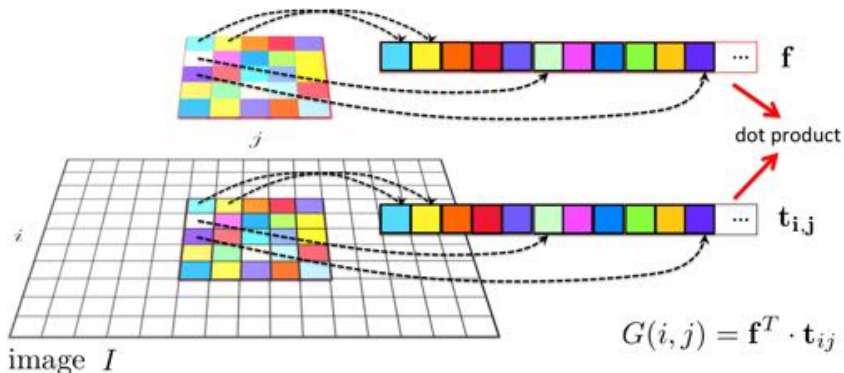 ... f
j
dot product
i
... t_{i,j}
G(i, j) = f^T · t_{ij}
image I